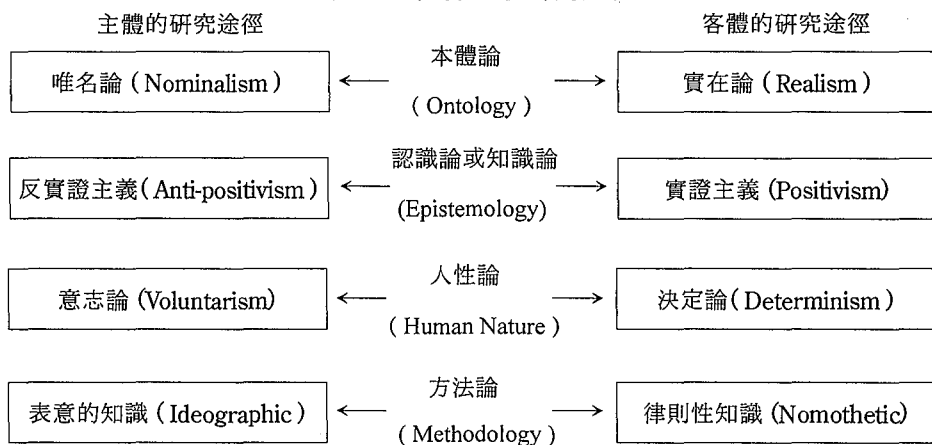 主體的研究途徑 客體的研究途徑
唯名論 ( Nominalism ) 本體論 ( Ontology ) 實在論 ( Realism )
反實證主義( Anti-positivism ) 認識論或知識論 (Epistemology) 實證主義 (Positivism)
意志論 (Voluntarism) 人性論 ( Human Nature ) 決定論( Determinism )
表意的知識 ( Ideographic ) 方法論 ( Methodology ) 律則性知識 ( Nomothetic )